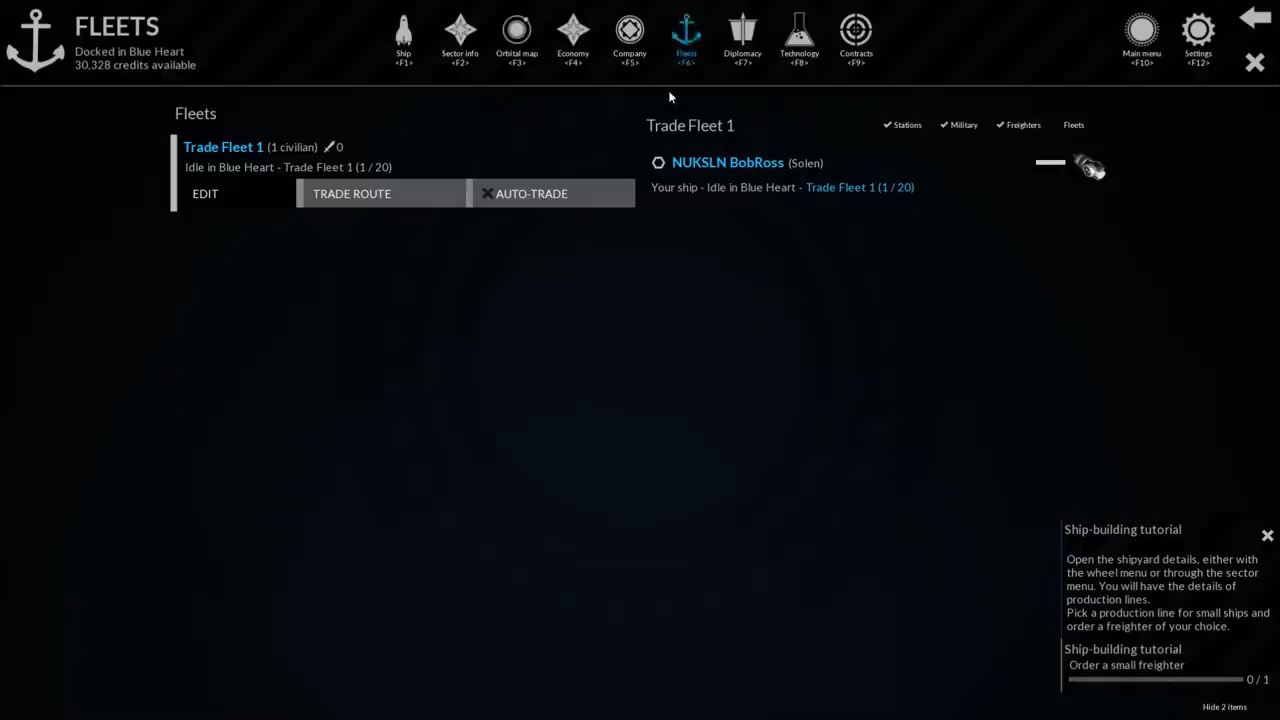 FLEETS
Docked in Blue Heart
30,328 credits available
Ship
<F1>
Sector info
<F2>
Orbital map
<F3>
Economy
<F4>
Company
<F5>
Fleets
<F6>
Diplomacy
<F7>
Technology
<F8>
Contracts
<F9>
Main menu
<F10>
Settings
<F12>
Fleets
Trade Fleet 1 (1 civilian) 0
Idle in Blue Heart - Trade Fleet 1 (1 / 20)
EDIT
TRADE ROUTE
AUTO-TRADE
Trade Fleet 1
Stations
Military
Freighters
Fleets
NUKSLN BobRoss (Solen)
Your ship - Idle in Blue Heart - Trade Fleet 1 (1 / 20)
Ship-building tutorial
Open the shipyard details, either with
the wheel menu or through the sector
menu. You will have the details of
production lines.
Pick a production line for small ships and
order a freighter of your choice.
Ship-building tutorial
Order a small freighter
0 / 1
Hide 2 items